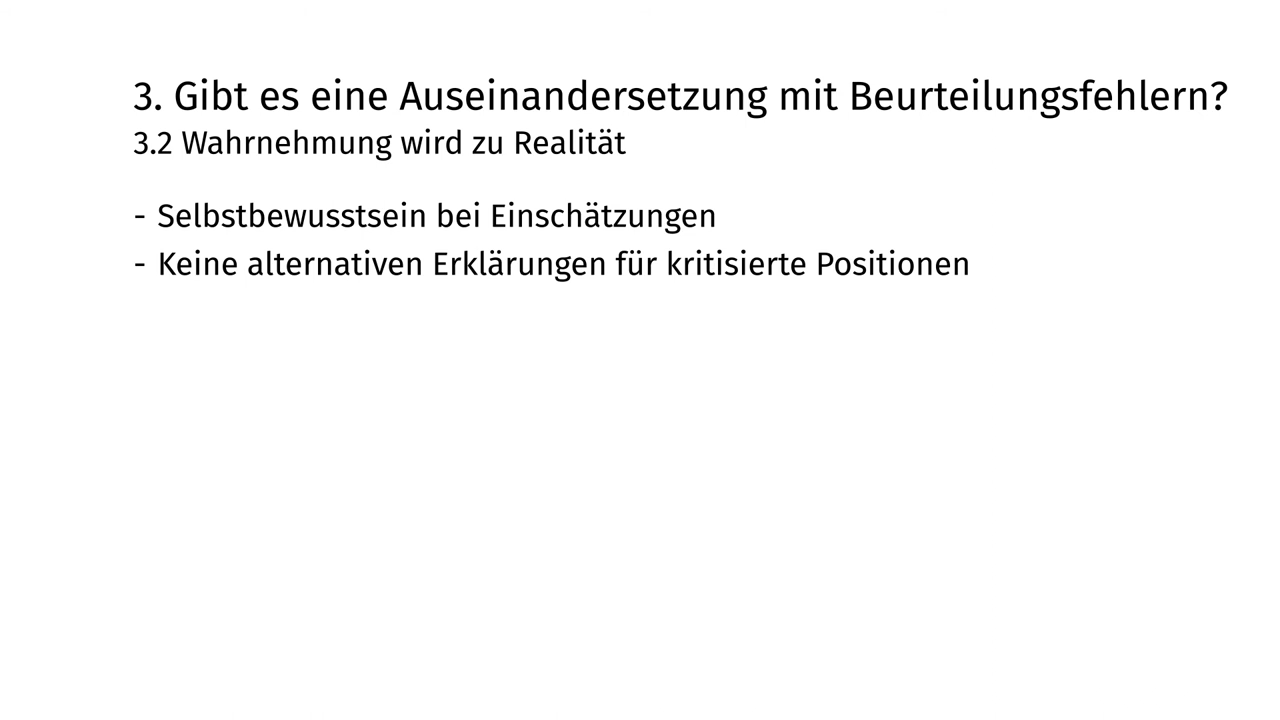 3. Gibt es eine Auseinandersetzung mit Beurteilungsfehlern?
3.2 Wahrnehmung wird zu Realität
- Selbstbewusstsein bei Einschätzungen
- Keine alternativen Erklärungen für kritisierte Positionen